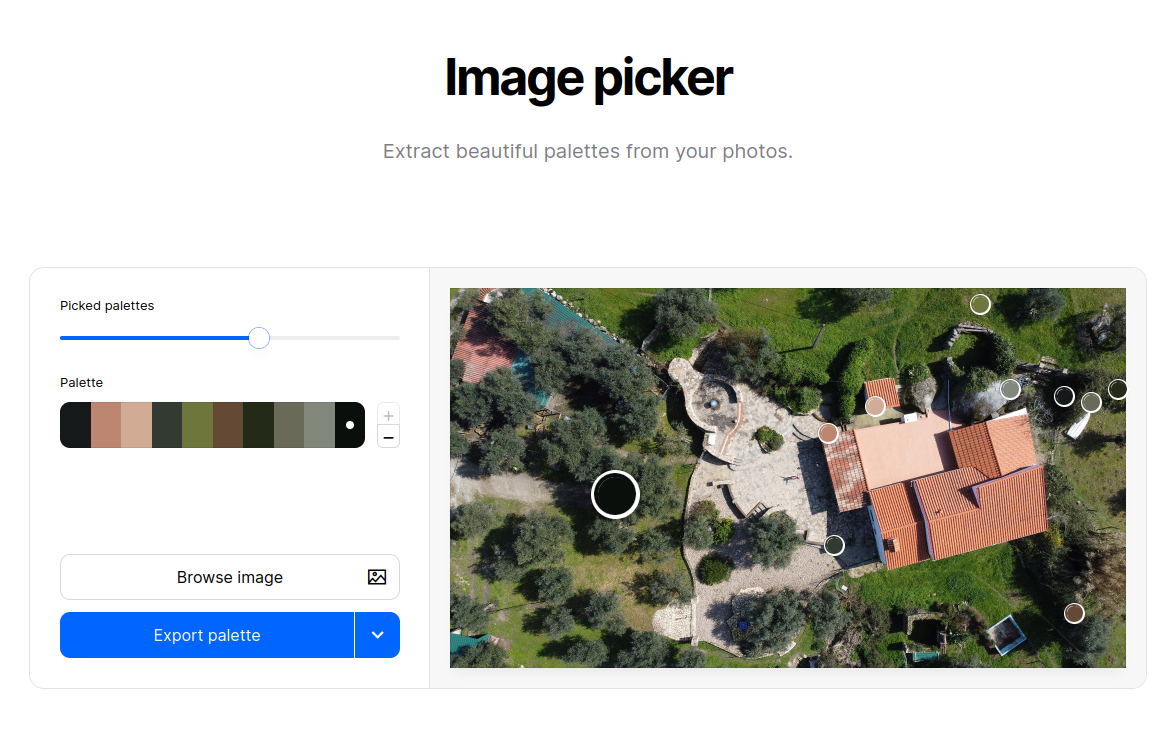 Image picker
Extract beautiful palettes from your photos.
Picked palettes
Palette
Browse image
Export palette